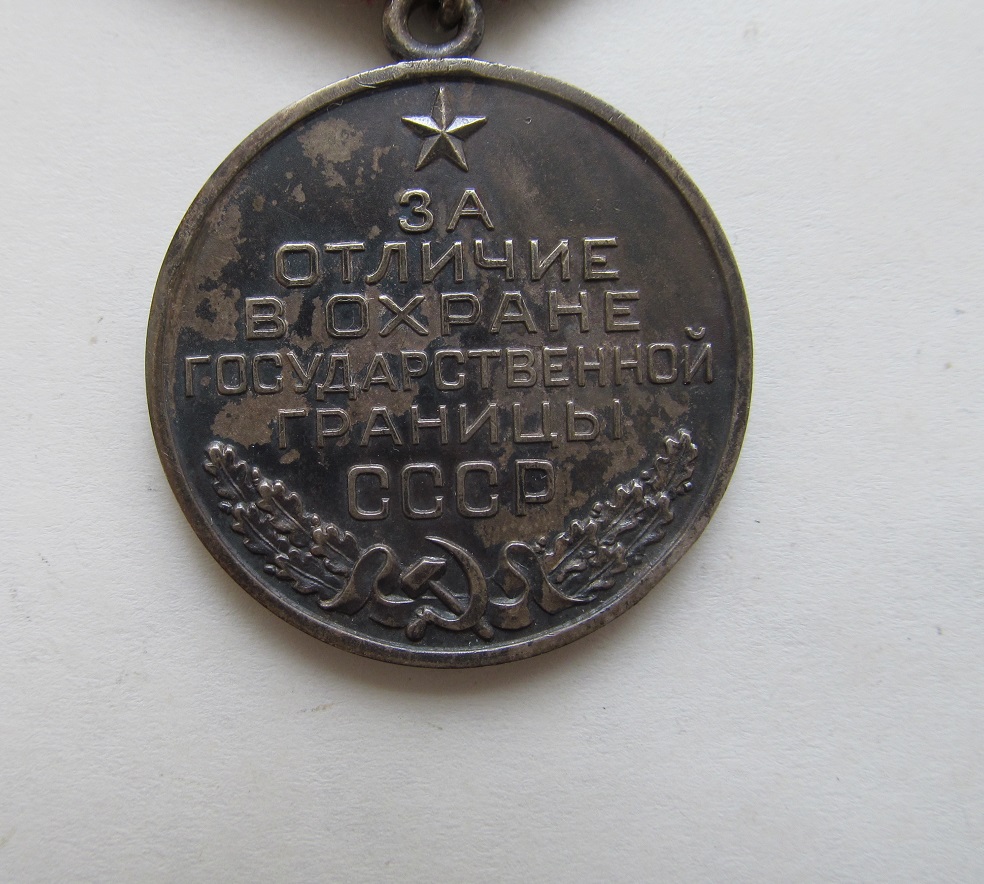 ЗА
ОТЛИЧИЕ
В ОХРАНЕ
ГОСУДАРСТВЕННОЙ
ГРАНИЦЫ
СССР